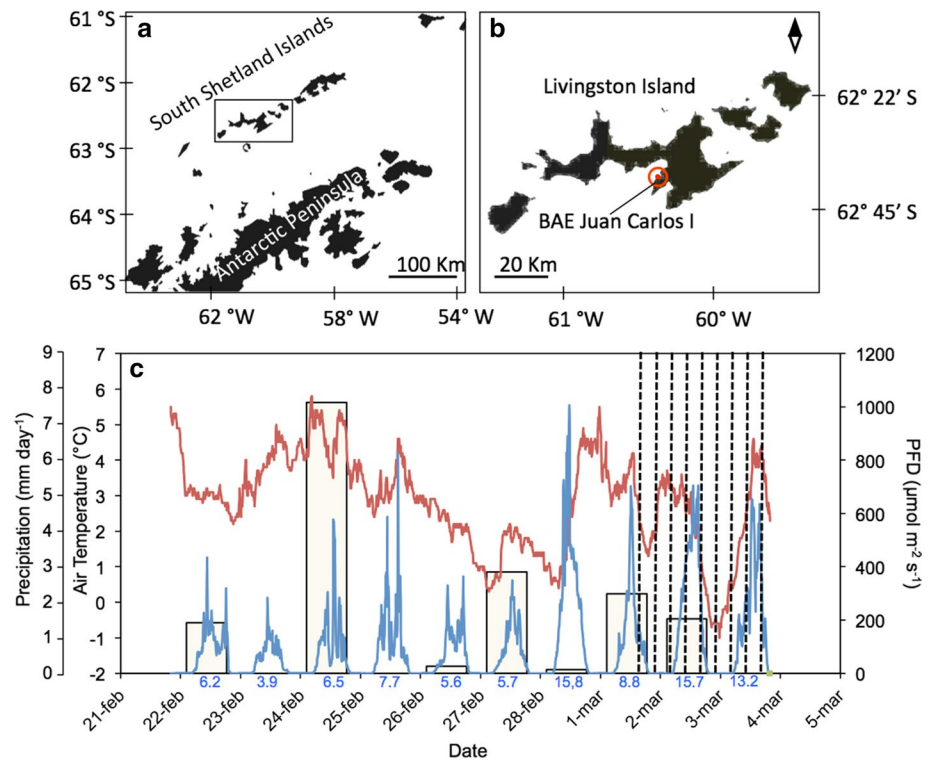 a
61 °S
62 °S
63 °S
64 °S
65 °S
South Shetland Islands
Antarctic Peninsula
100 Km
62 ° W
58° W
54° W
b
Livingston Island
BAE Juan Carlos I
20 Km
62° 22’ S
62° 45’ S
61 °W
60° W
c
Precipitation (mm day-1)
9
8
7
6
5
4
3
2
1
0
Air Temperature (°C)
7
6
5
4
3
2
1
0
-1
-2
1200
1000
800
600
400
200
0
PFD (µmol m-2 s-1)
6.2 3.9 6.5 7.7 5.6 5.7 15,8 8.8 15.7 13.2
21-feb 22-feb 23-feb 24-feb 25-feb 26-feb 27-feb 28-feb 1-mar 2-mar 3-mar 4-mar 5-mar
Date